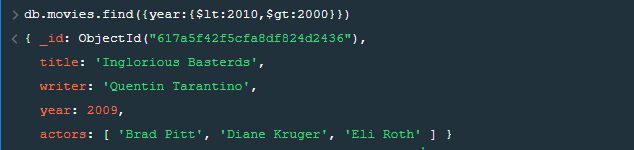 > db.movies.find({year:{$lt:2010,$gt:2000}})
< { _id: ObjectId("617a5f42f5cfa8df824d2436"),
title: 'Inglorious Basterds',
writer: 'Quentin Tarantino',
year: 2009,
actors: [ 'Brad Pitt', 'Diane Kruger', 'Eli Roth' ] }